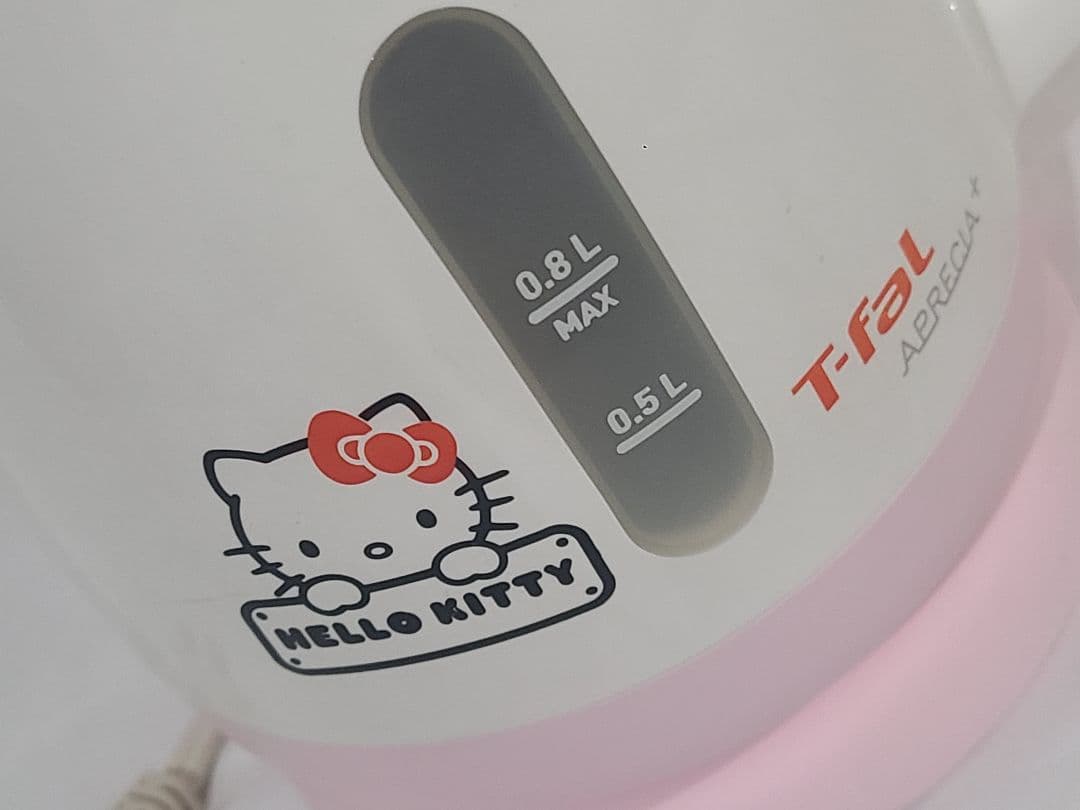 0.8 L
MAX
0.5 L
T-faL
APRECIA+
HELLO KITTY